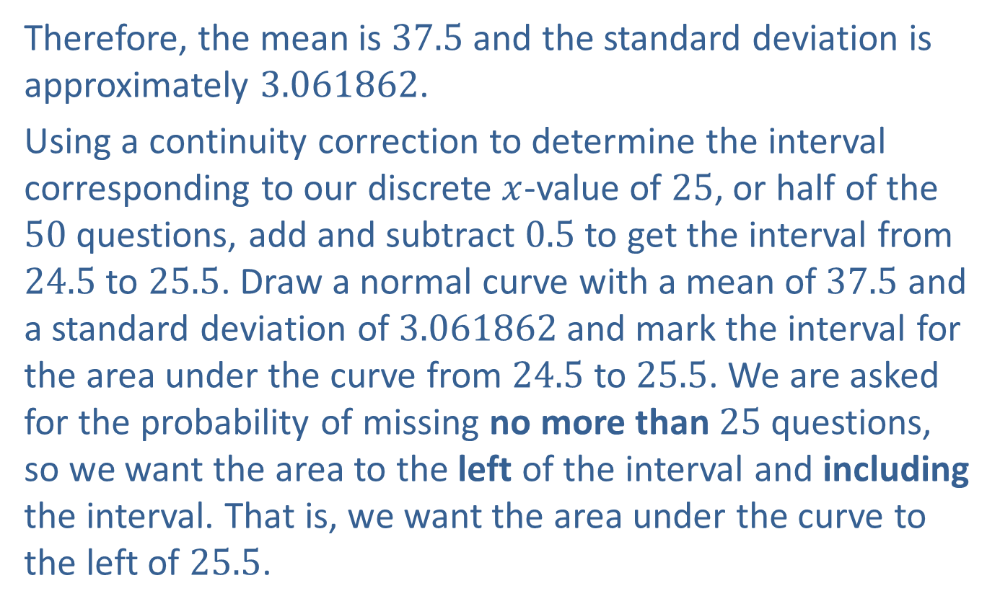 Therefore, the mean is 37.5 and the standard deviation is
approximately 3.061862.
Using a continuity correction to determine the interval
corresponding to our discrete x-value of 25, or half of the
50 questions, add and subtract 0.5 to get the interval from
24.5 to 25.5. Draw a normal curve with a mean of 37.5 and
a standard deviation of 3.061862 and mark the interval for
the area under the curve from 24.5 to 25.5. We are asked
for the probability of missing no more than 25 questions,
so we want the area to the left of the interval and including
the interval. That is, we want the area under the curve to
the left of 25.5.